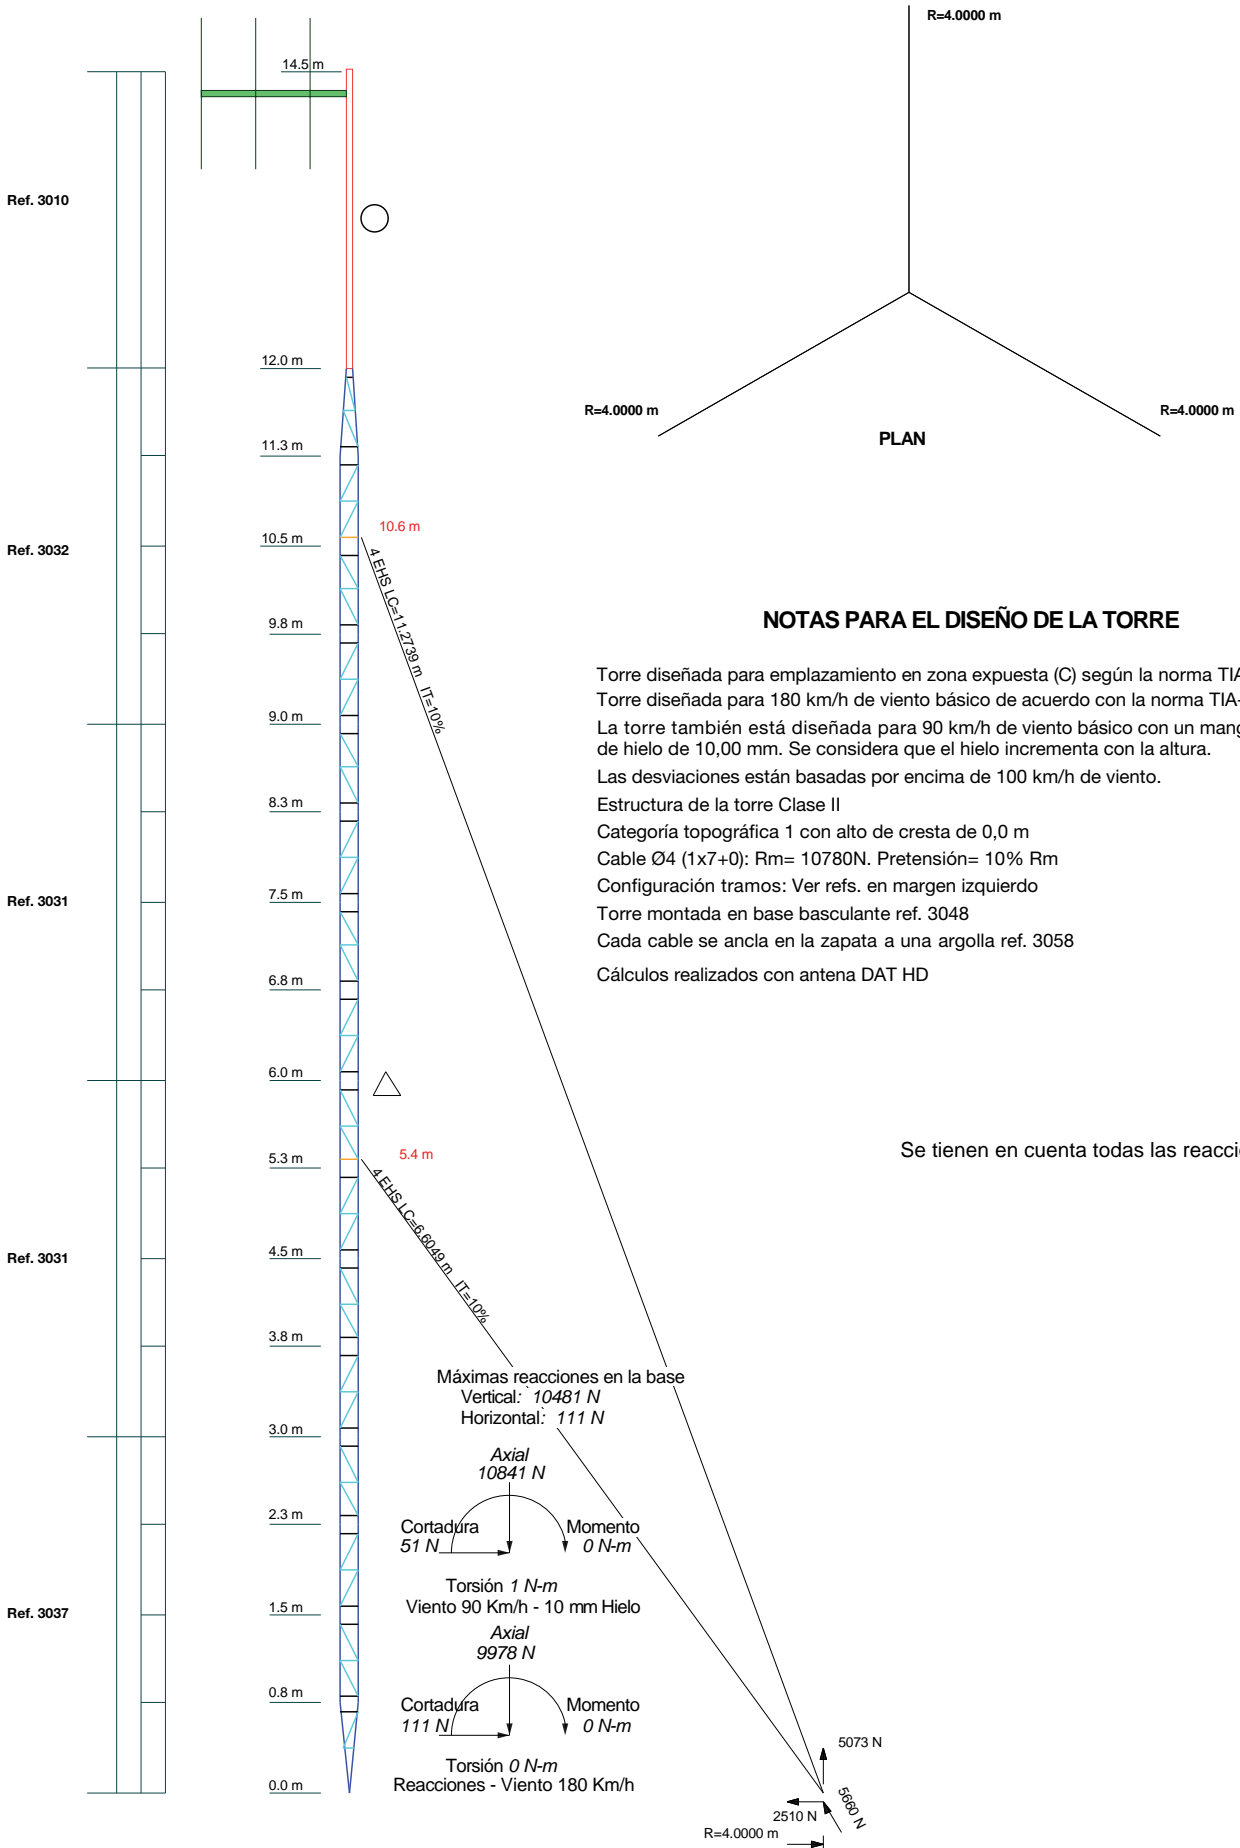 R=4.0000 m
14.5 m
Ref. 3010
12.0 m
R=4.0000 m
R=4.0000 m
PLAN
11.3 m
10.6 m
10.5 m
Ref. 3032
4 EHS LC=11.2739 m IT=10%
9.8 m
9.0 m
8.3 m
Ref. 3031
7.5 m
6.8 m
6.0 m
5.4 m
5.3 m
4 EHS LC=6.6049 m IT=10%
4.5 m
Ref. 3031
3.8 m
3.0 m
2.3 m
1.5 m
Ref. 3037
0.8 m
0.0 m
NOTAS PARA EL DISEÑO DE LA TORRE
Torre diseñada para emplazamiento en zona expuesta (C) según la norma TIA
Torre diseñada para 180 km/h de viento básico de acuerdo con la norma TIA-
La torre también está diseñada para 90 km/h de viento básico con un mang
de hielo de 10,00 mm. Se considera que el hielo incrementa con la altura.
Las desviaciones están basadas por encima de 100 km/h de viento.
Estructura de la torre Clase II
Categoría topográfica 1 con alto de cresta de 0,0 m
Cable Ø4 (1x7+0): Rm= 10780N. Pretensión= 10% Rm
Configuración tramos: Ver refs. en margen izquierdo
Torre montada en base basculante ref. 3048
Cada cable se ancla en la zapata a una argolla ref. 3058
Cálculos realizados con antena DAT HD
Se tienen en cuenta todas las reacci
Máximas reacciones en la base
Vertical: 10481 N
Horizontal: 111 N
Axial
10841 N
Cortadura
51 N
Momento
0 N-m
Torsión 1 N-m
Viento 90 Km/h - 10 mm Hielo
Axial
9978 N
Cortadura
111 N
Momento
0 N-m
Torsión 0 N-m
Reacciones - Viento 180 Km/h
5073 N
5660 N
2510 N
R=4.0000 m